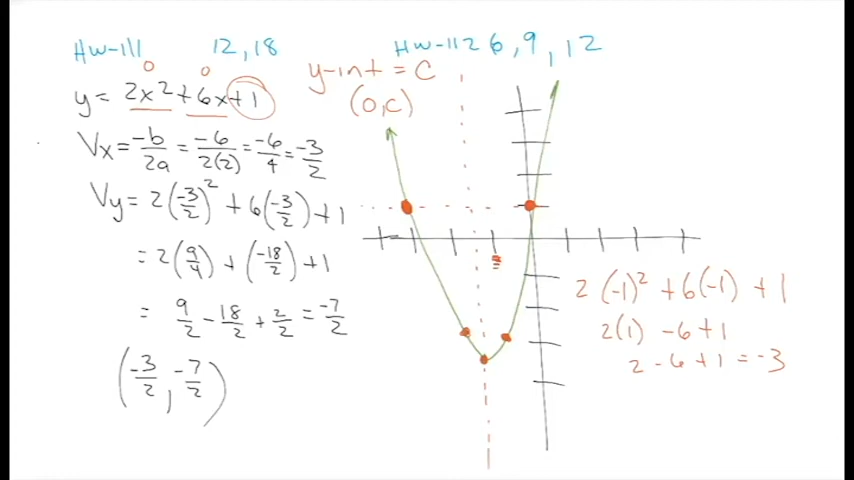 Hw-111 12,18
Hw-112 6,9,12
0 0
y = 2x² + 6x + 1
Vx = -b/2a = -6/2(2) = -6/4 = -3/2
Vy = 2(-3/2)² + 6(-3/2) + 1
= 2(9/4) + (-18/2) + 1
= 9/2 - 18/2 + 2/2 = -7/2
(-3/2, -7/2)
y-int = C
(0,C)
2(-1)² + 6(-1) + 1
2(1) - 6 + 1
2 - 6 + 1 = -3